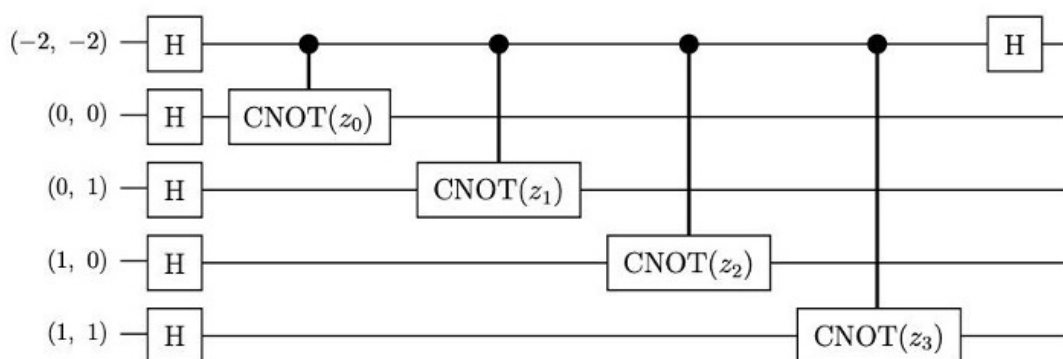 (−2, −2) H H
(0, 0) H CNOT(z₀)
(0, 1) H CNOT(z₁)
(1, 0) H CNOT(z₂)
(1, 1) H CNOT(z₃)